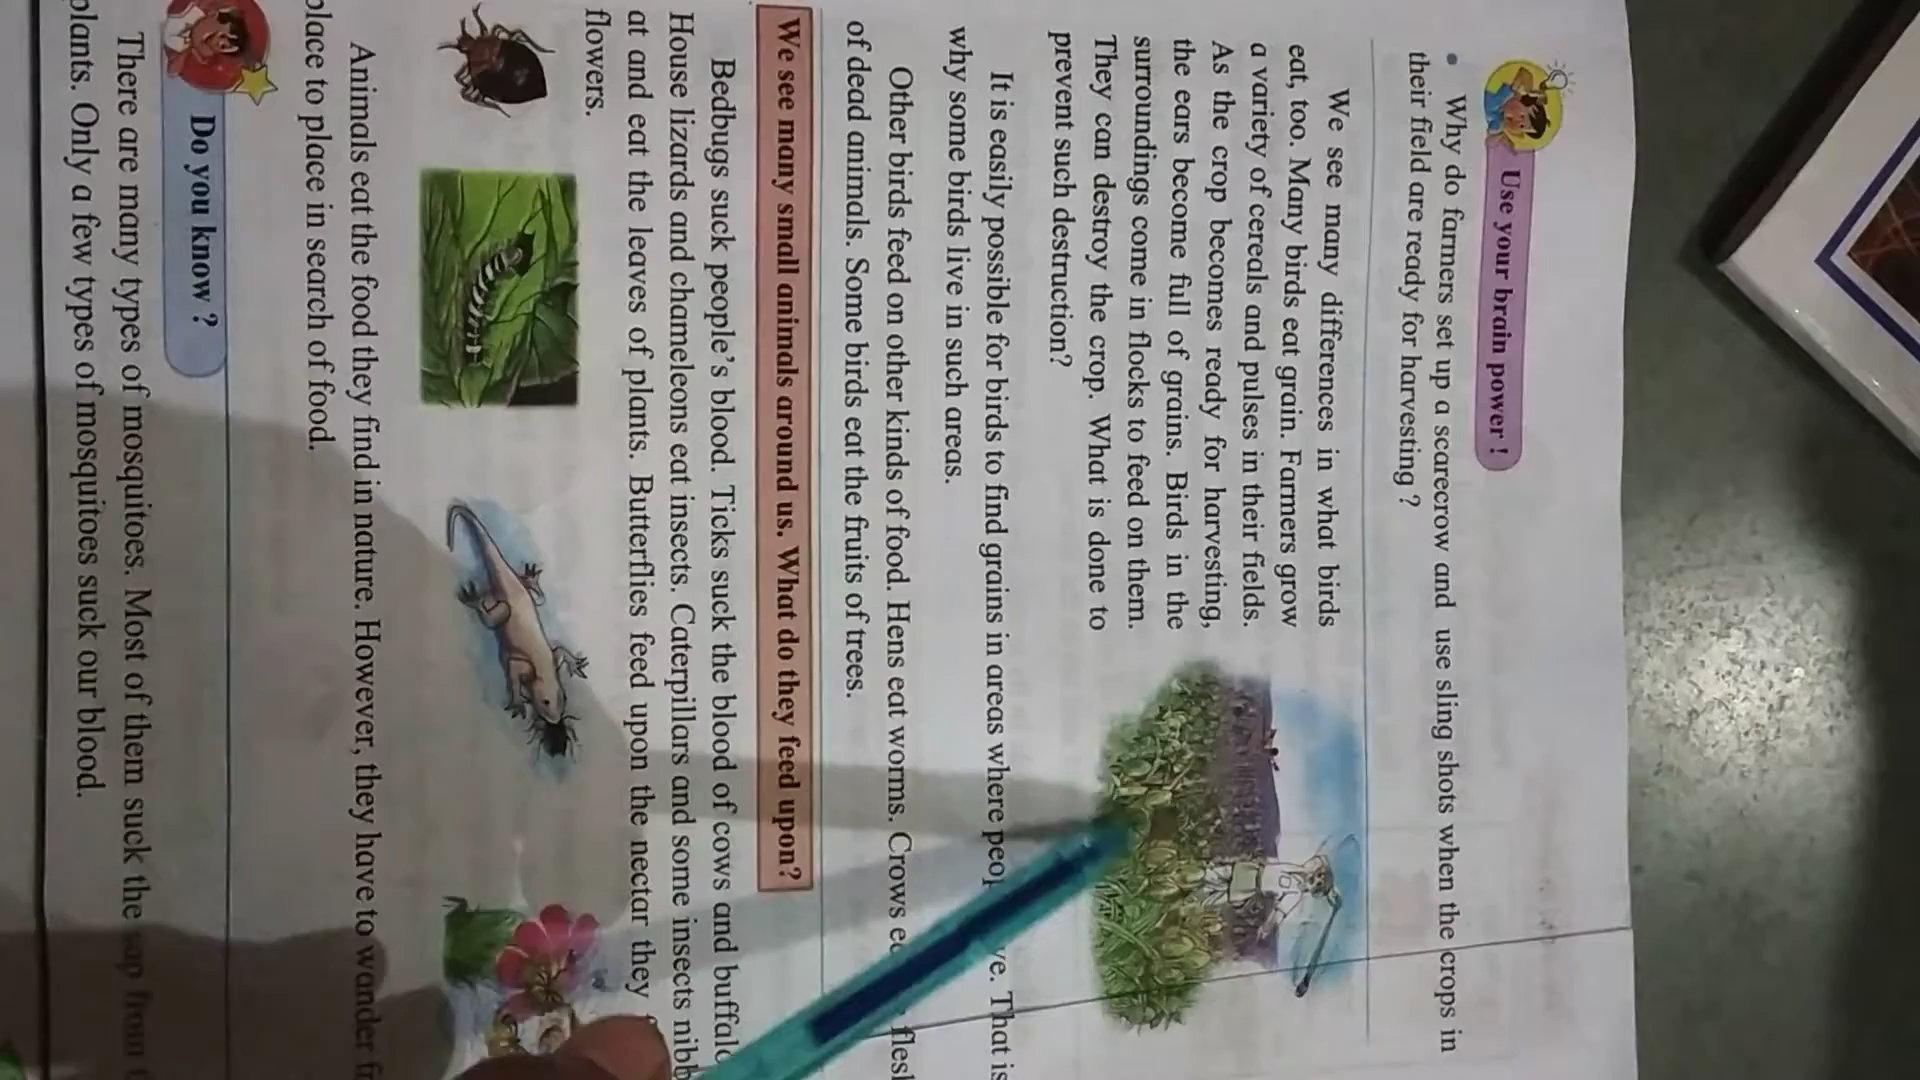 Use your brain power !
• Why do farmers set up a scarecrow and use sling shots when the crops in
their field are ready for harvesting ?
We see many differences in what birds
eat, too. Many birds eat grain. Farmers grow
a variety of cereals and pulses in their fields.
As the crop becomes ready for harvesting,
the ears become full of grains. Birds in the
surroundings come in flocks to feed on them.
They can destroy the crop. What is done to
prevent such destruction?
It is easily possible for birds to find grains in areas where That is
why some birds live in such areas.
Other birds feed on other kinds of food. Hens eat worms. Crows
of dead animals. Some birds eat the fruits of trees.
We see many small animals around us. What do they feed upon?
Bedbugs suck people's blood. Ticks suck the blood of cows and
House lizards and chameleons eat insects. Caterpillars and some insects
at and eat the leaves of plants. Butterflies feed upon the nectar they
flowers.
Animals eat the food they find in nature. However, they have to wander
place to place in search of food.
Do you know ?
There are many types of mosquitoes. Most of them suck the sap from
plants. Only a few types of mosquitoes suck our blood.